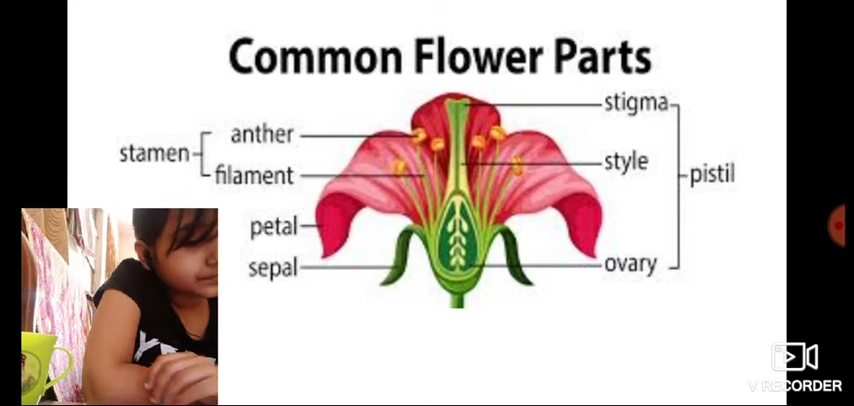 Common Flower Parts
stamen
anther
filament
petal
sepal
stigma
style
pistil
ovary
V RECORDER